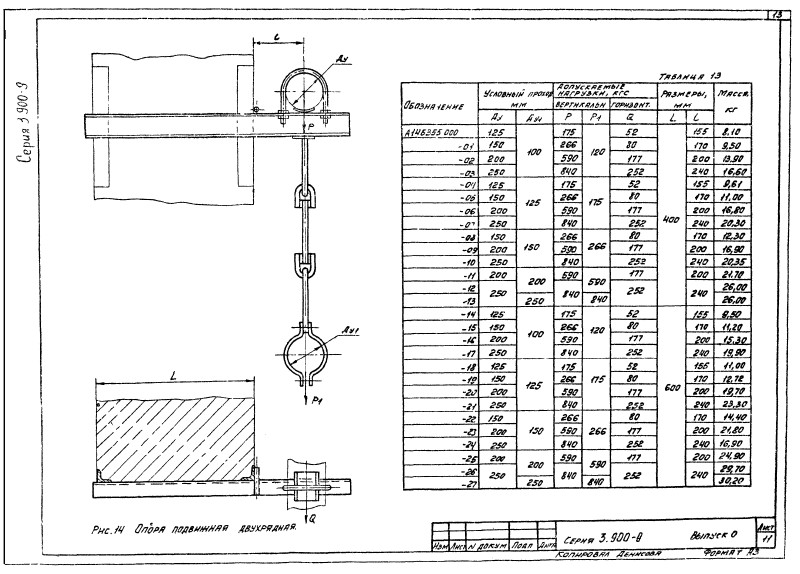 13
Серия 3.900-9
L
Ду
P
Ду1
P1
L
Q
Рис.14 Опора подвижная двухрядная.
Таблица 13
Обозначение | Условный проход мм | Допускаемые нагрузки, кгс | Размеры, мм | Масса кг
вертикальн | горизонт.
Ду | Ду1 | P | P1 | Q | L | L
А14Б355.000 | 125 | 100 | 175 | 120 | 52 | 400 | 155 | 8,10
-01 | 150 | 266 | 80 | 170 | 9,50
-02 | 200 | 590 | 177 | 200 | 13,90
-03 | 250 | 840 | 252 | 240 | 16,60
-04 | 125 | 125 | 175 | 175 | 52 | 155 | 9,61
-05 | 150 | 266 | 80 | 170 | 11,00
-06 | 200 | 590 | 177 | 200 | 16,80
-07 | 250 | 840 | 252 | 240 | 20,30
-08 | 150 | 150 | 266 | 266 | 80 | 170 | 12,30
-09 | 200 | 590 | 177 | 200 | 16,90
-10 | 250 | 840 | 252 | 240 | 20,35
-11 | 200 | 200 | 590 | 590 | 177 | 200 | 21,70
-12 | 250 | 840 | 252 | 240 | 26,00
-13 | 250 | 840 | 26,00
-14 | 125 | 100 | 175 | 120 | 52 | 600 | 155 | 9,50
-15 | 150 | 266 | 80 | 170 | 11,20
-16 | 200 | 590 | 177 | 200 | 15,30
-17 | 250 | 840 | 252 | 240 | 19,90
-18 | 125 | 125 | 175 | 175 | 52 | 155 | 11,00
-19 | 150 | 266 | 80 | 170 | 12,72
-20 | 200 | 590 | 177 | 200 | 19,70
-21 | 250 | 840 | 252 | 240 | 23,30
-22 | 150 | 150 | 266 | 266 | 80 | 170 | 14,40
-23 | 200 | 590 | 177 | 200 | 21,80
-24 | 250 | 840 | 252 | 240 | 16,90
-25 | 200 | 200 | 590 | 590 | 177 | 200 | 24,90
-26 | 250 | 840 | 252 | 240 | 29,70
-27 | 250 | 840 | 30,20
Изм Лист N докум Подп Дата
Серия 3.900-9 Выпуск 0
Лист
11
Копировал Денисова Формат А3